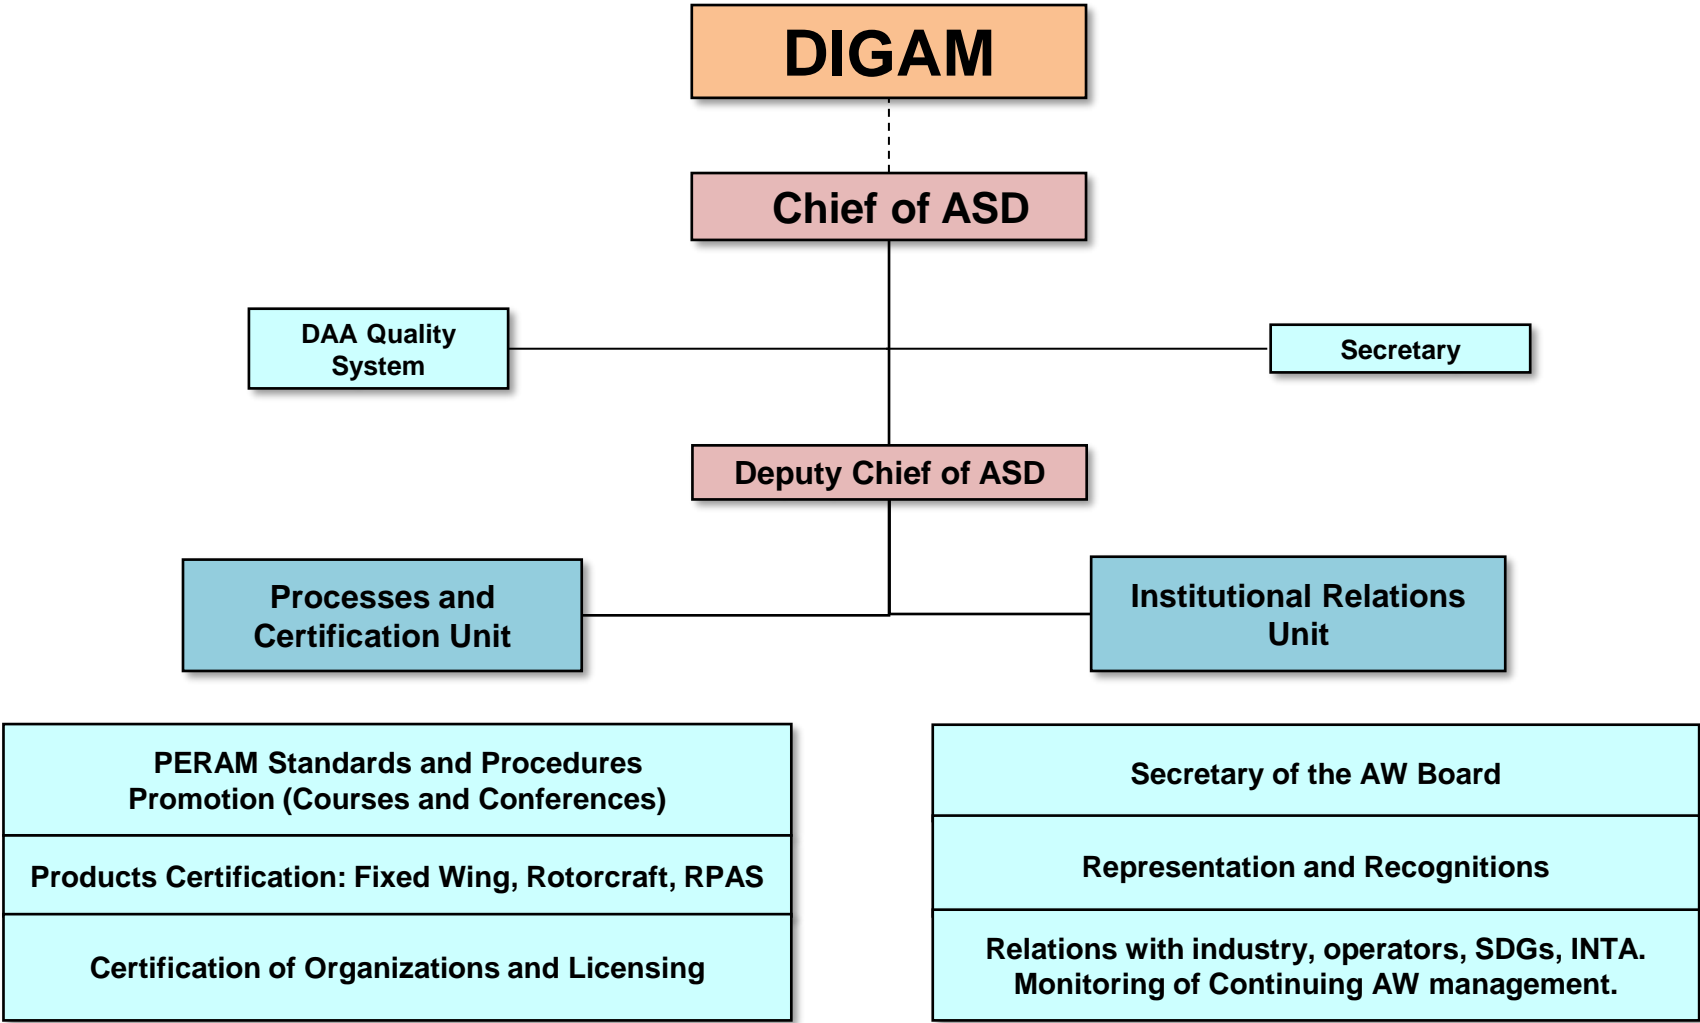 DIGAM
Chief of ASD
DAA Quality
System
Secretary
Deputy Chief of ASD
Processes and
Certification Unit
Institutional Relations
Unit
PERAM Standards and Procedures
Promotion (Courses and Conferences)
Products Certification: Fixed Wing, Rotorcraft, RPAS
Certification of Organizations and Licensing
Secretary of the AW Board
Representation and Recognitions
Relations with industry, operators, SDGs, INTA.
Monitoring of Continuing AW management.